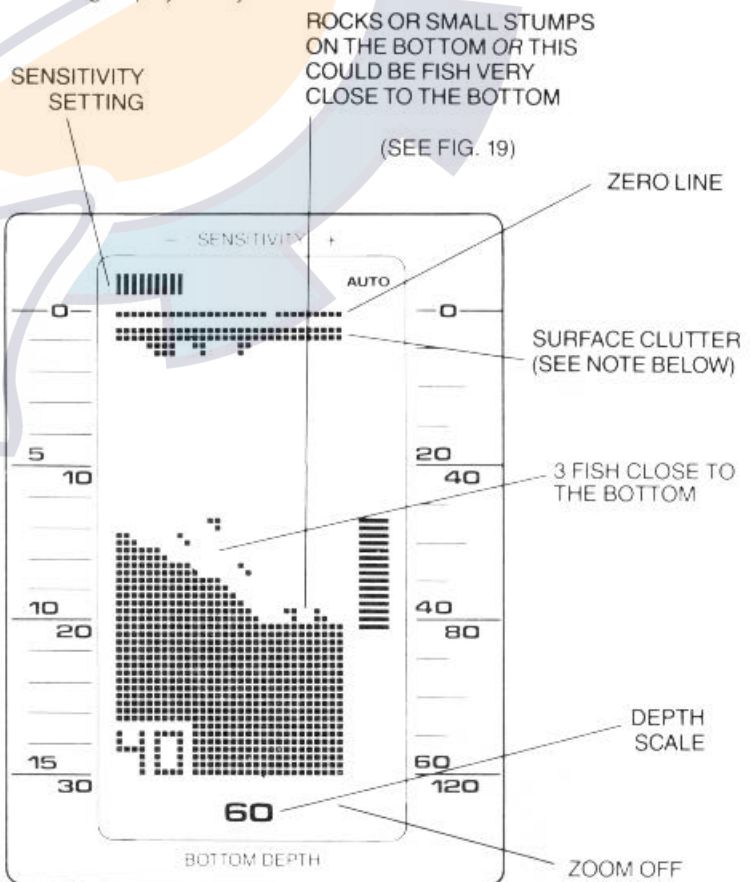 ROCKS OR SMALL STUMPS
ON THE BOTTOM OR THIS
COULD BE FISH VERY
CLOSE TO THE BOTTOM
(SEE FIG. 19)
SENSITIVITY
SETTING
ZERO LINE
- SENSITIVITY +
AUTO
0
0
SURFACE CLUTTER
(SEE NOTE BELOW)
5
10
20
40
3 FISH CLOSE TO
THE BOTTOM
10
20
40
80
40
DEPTH
SCALE
15
30
60
120
60
BOTTOM DEPTH
ZOOM OFF